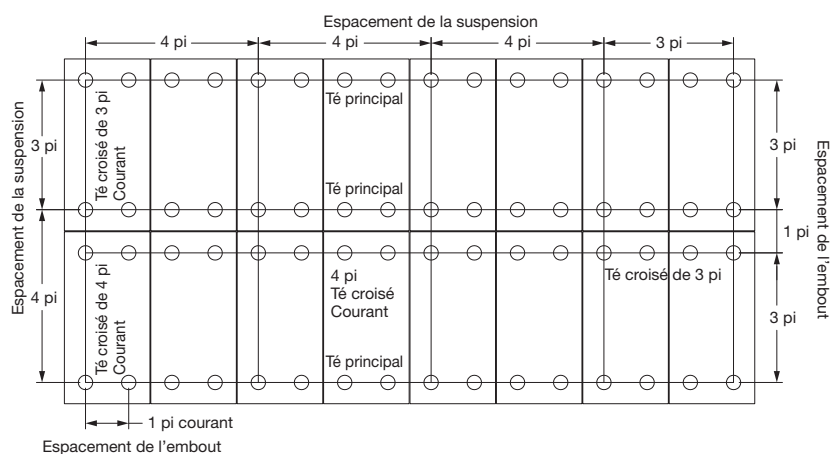 Espacement de la suspension
4 pi
4 pi
4 pi
3 pi
Espacement de la suspension
3 pi
4 pi
Té croisé de 3 pi
Courant
Té principal
Té principal
3 pi
1 pi
3 pi
Espacement de l'embout
Té croisé de 4 pi
Courant
4 pi
Té croisé
Courant
Té croisé de 3 pi
Té principal
1 pi courant
Espacement de l'embout